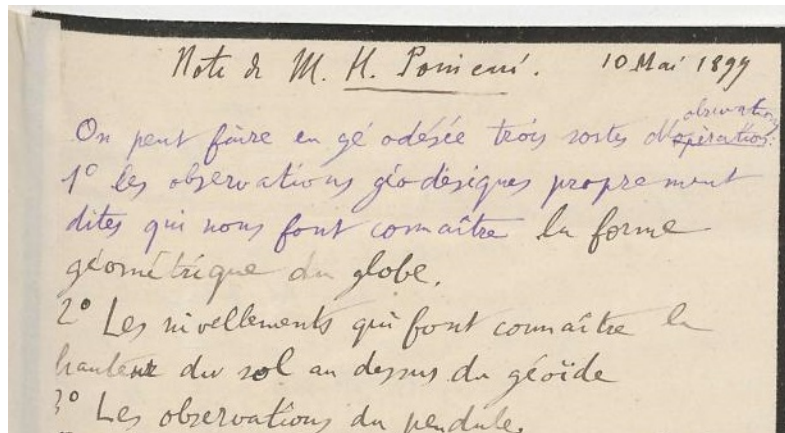 Note de M. H. Poincaré. 10 Mai 1899
observations
On peut faire en géodésée trois sortes d'opérations:
1° les observations géodésiques proprement
dites qui nous font connaître la forme
géométrique du globe.
2° Les nivellements qui font connaître la
hauteur du sol au dessus du géoïde
3° Les observations du pendule.